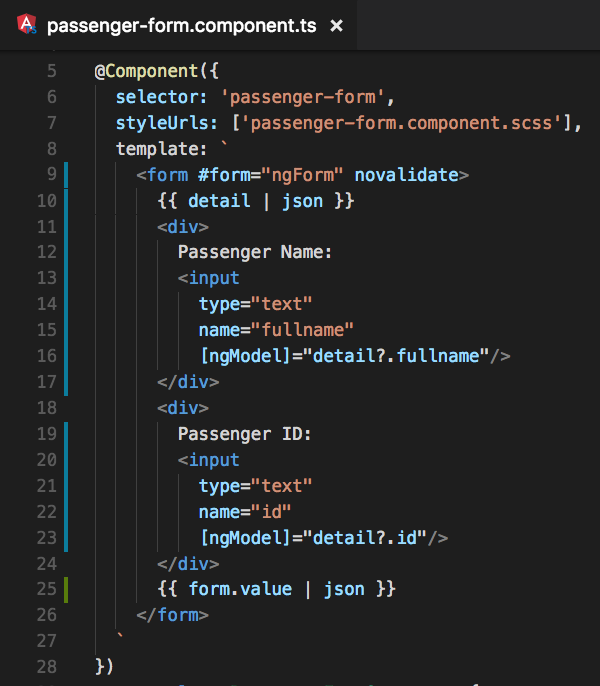 passenger-form.component.ts ×
5 @Component({
6 selector: 'passenger-form',
7 styleUrls: ['passenger-form.component.scss'],
8 template: `
9 <form #form="ngForm" novalidate>
10 {{ detail | json }}
11 <div>
12 Passenger Name:
13 <input
14 type="text"
15 name="fullname"
16 [ngModel]="detail?.fullname"/>
17 </div>
18 <div>
19 Passenger ID:
20 <input
21 type="text"
22 name="id"
23 [ngModel]="detail?.id"/>
24 </div>
25 {{ form.value | json }}
26 </form>
27 `
28 })